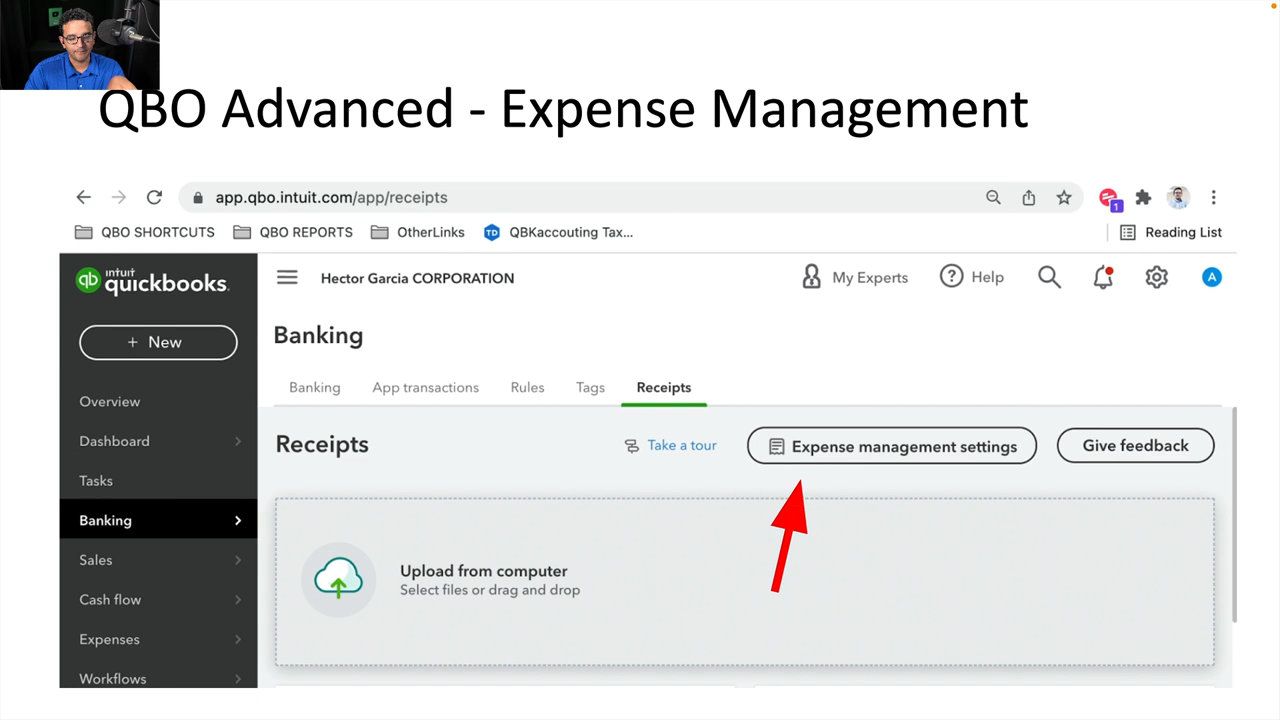 QBO Advanced - Expense Management
app.qbo.intuit.com/app/receipts
1
QBO SHORTCUTS
QBO REPORTS
OtherLinks
TD
QBKaccouting Tax...
Reading List
qb intuit quickbooks.
Hector Garcia CORPORATION
My Experts
? Help
A
+ New
Banking
Banking
App transactions
Rules
Tags
Receipts
Overview
Dashboard
Tasks
Banking
Sales
Cash flow
Expenses
Workflows
Receipts
Take a tour
Expense management settings
Give feedback
Upload from computer
Select files or drag and drop